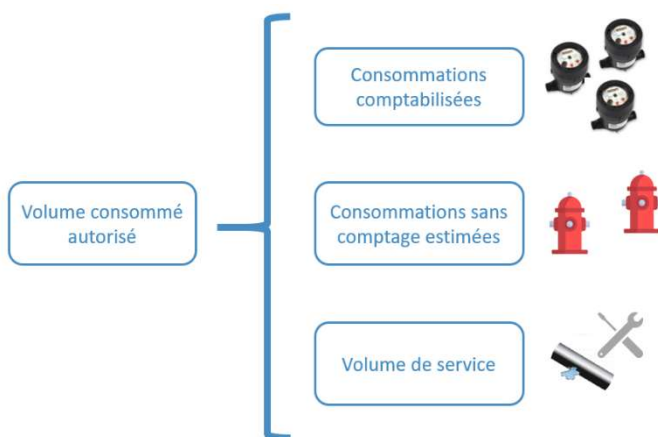 Consommations
comptabilisées
Volume consommé
autorisé
Consommations sans
comptage estimées
Volume de service